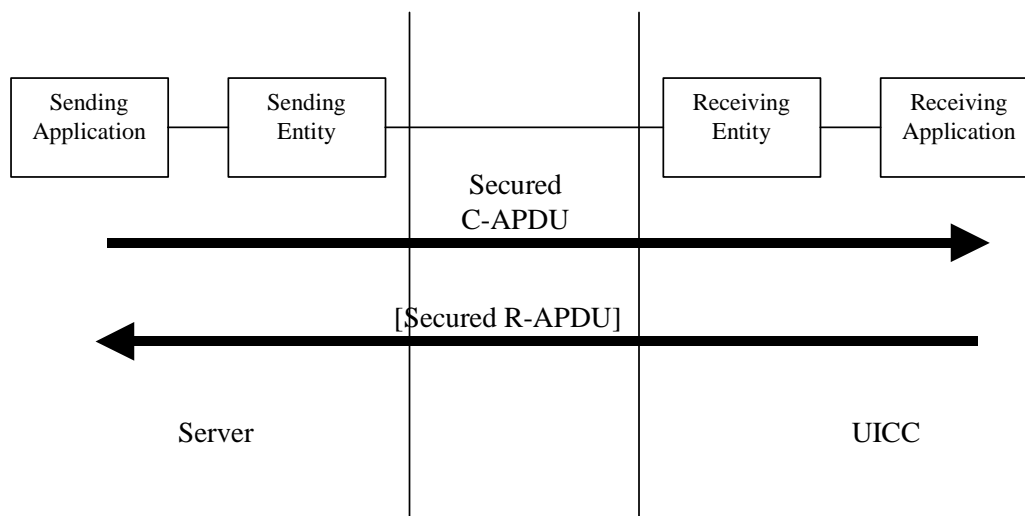 Sending
Application
Sending
Entity
Receiving
Entity
Receiving
Application
Secured
C-APDU
[Secured R-APDU]
Server
UICC